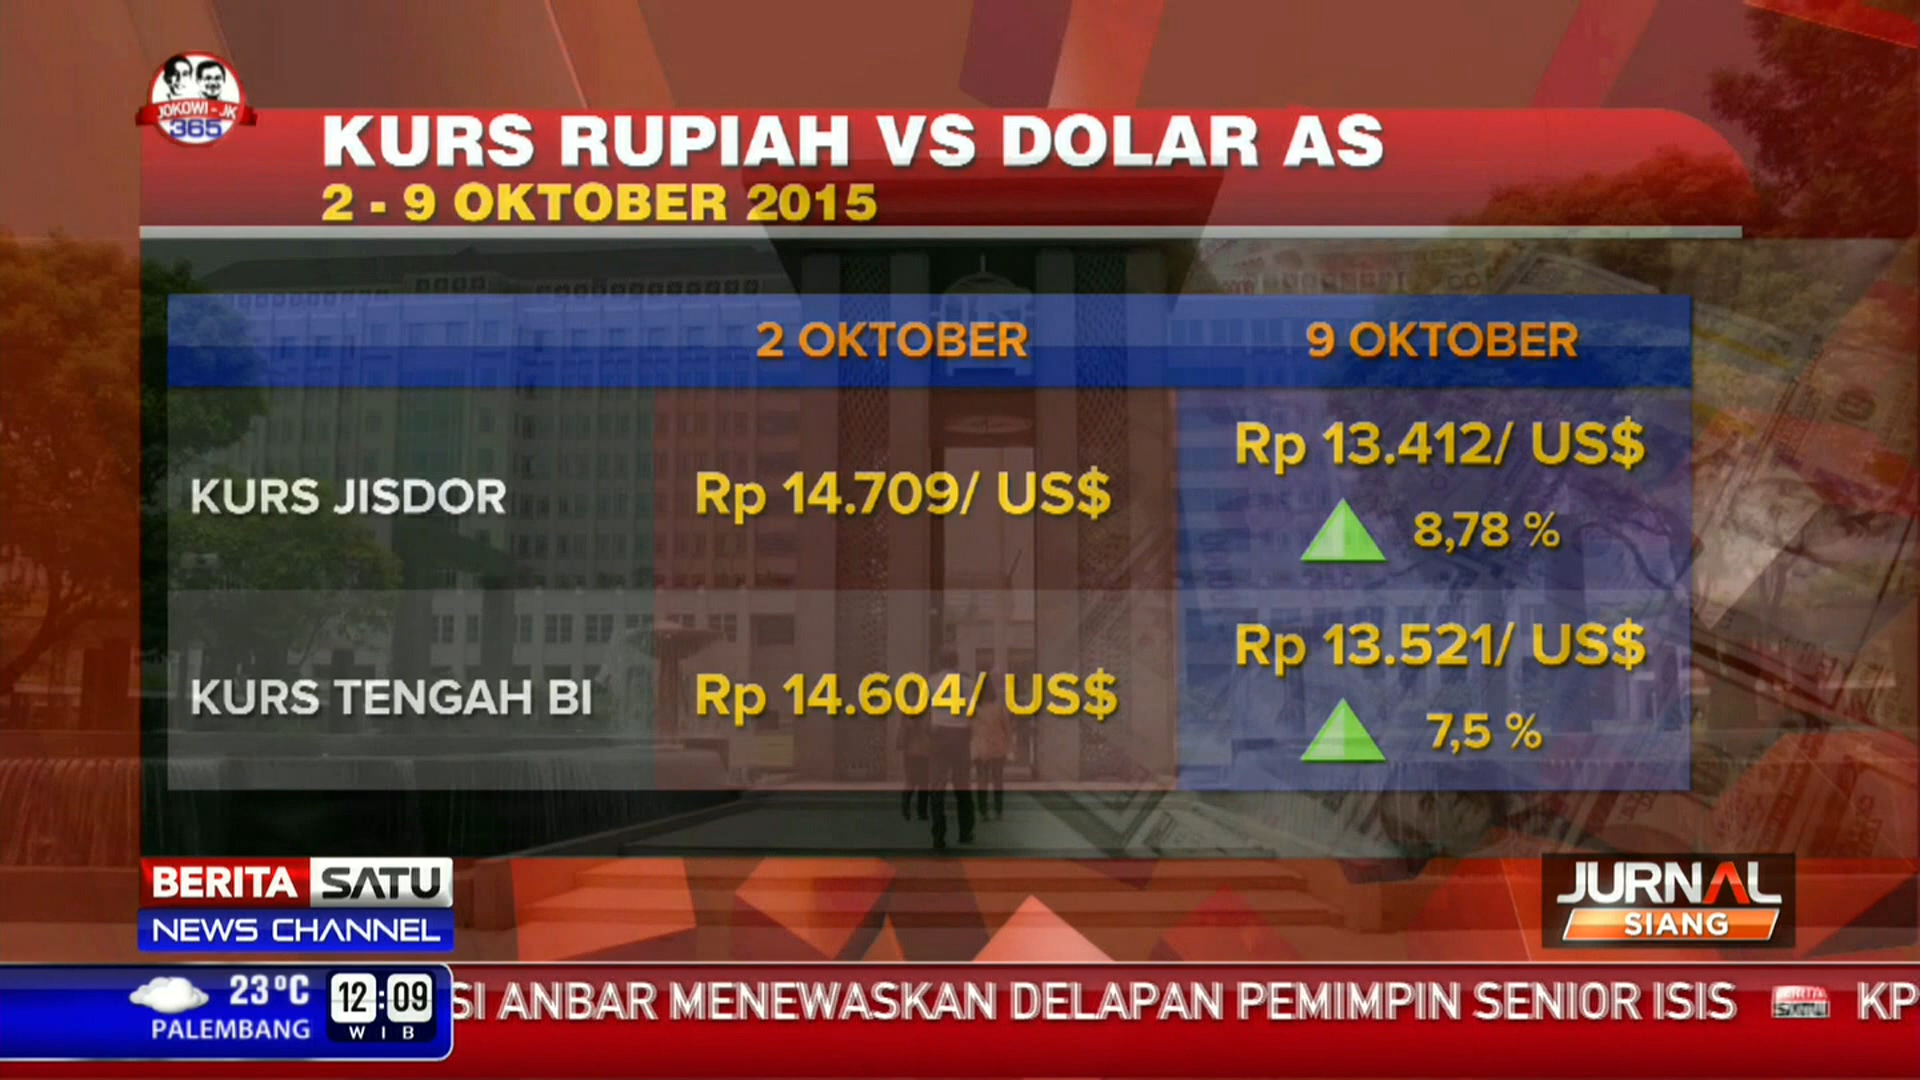 JOKOWI - JK
365
KURS RUPIAH VS DOLAR AS
2 - 9 OKTOBER 2015
2 OKTOBER
9 OKTOBER
KURS JISDOR
Rp 14.709/ US$
Rp 13.412/ US$
8,78 %
KURS TENGAH BI
Rp 14.604/ US$
Rp 13.521/ US$
7,5 %
BERITA SATU
NEWS CHANNEL
JURNAL
SIANG
23°C
PALEMBANG
12:09
WIB
SI ANBAR MENEWASKAN DELAPAN PEMIMPIN SENIOR ISIS
BERITA
SATU
KP